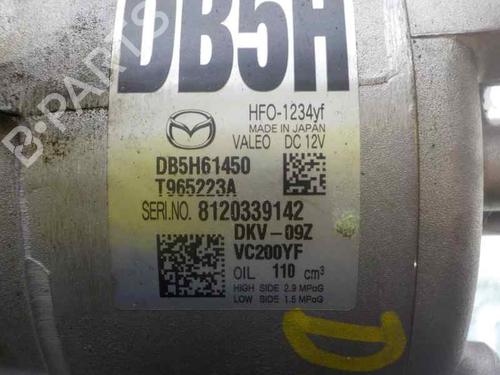 DB5H
HFO-1234yf
MADE IN JAPAN
VALEO DC 12V
DB5H61450
T965223A
SERI.NO. 8120339142
DKV-09Z
VC200YF
OIL 110 cm³
HIGH SIDE 2.9 MPaG
LOW SIDE 1.6 MPaG
D
B-PARTS